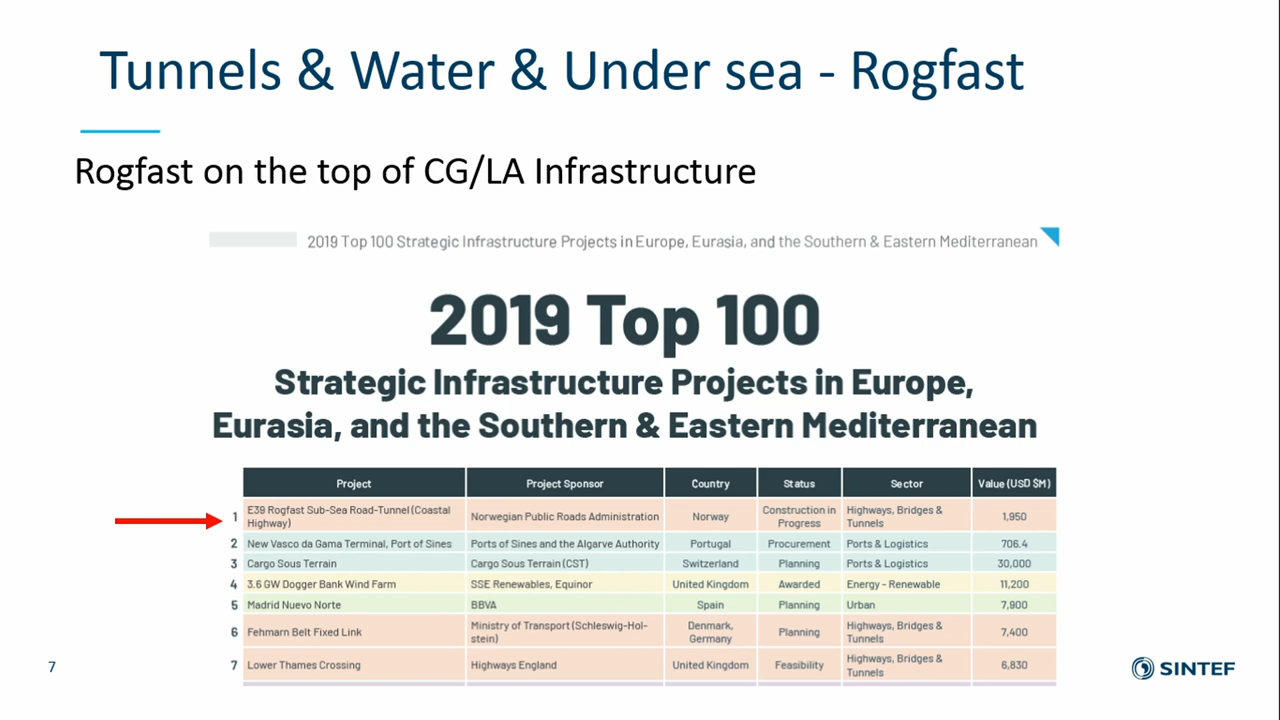 Tunnels & Water & Under sea - Rogfast
Rogfast on the top of CG/LA Infrastructure
2019 Top 100 Strategic Infrastructure Projects in Europe, Eurasia, and the Southern & Eastern Mediterranean
2019 Top 100
Strategic Infrastructure Projects in Europe,
Eurasia, and the Southern & Eastern Mediterranean
Project Project Sponsor Country Status Sector Value (USD $M)
1 E39 Rogfast Sub-Sea Road-Tunnel (Coastal
Highway) Norwegian Public Roads Administration Norway Construction in
Progress Highways, Bridges &
Tunnels 1,950
2 New Vasco da Gama Terminal, Port of Sines Ports of Sines and the Algarve Authority Portugal Procurement Ports & Logistics 706.4
3 Cargo Sous Terrain Cargo Sous Terrain (CST) Switzerland Planning Ports & Logistics 30,000
4 3.6 GW Dogger Bank Wind Farm SSE Renewables, Equinor United Kingdom Awarded Energy - Renewable 11,200
5 Madrid Nuevo Norte BBVA Spain Planning Urban 7,900
6 Fehmarn Belt Fixed Link Ministry of Transport (Schleswig-Hol-
stein) Denmark,
Germany Planning Highways, Bridges &
Tunnels 7,400
7 Lower Thames Crossing Highways England United Kingdom Feasibility Highways, Bridges &
Tunnels 6,830
7
SINTEF